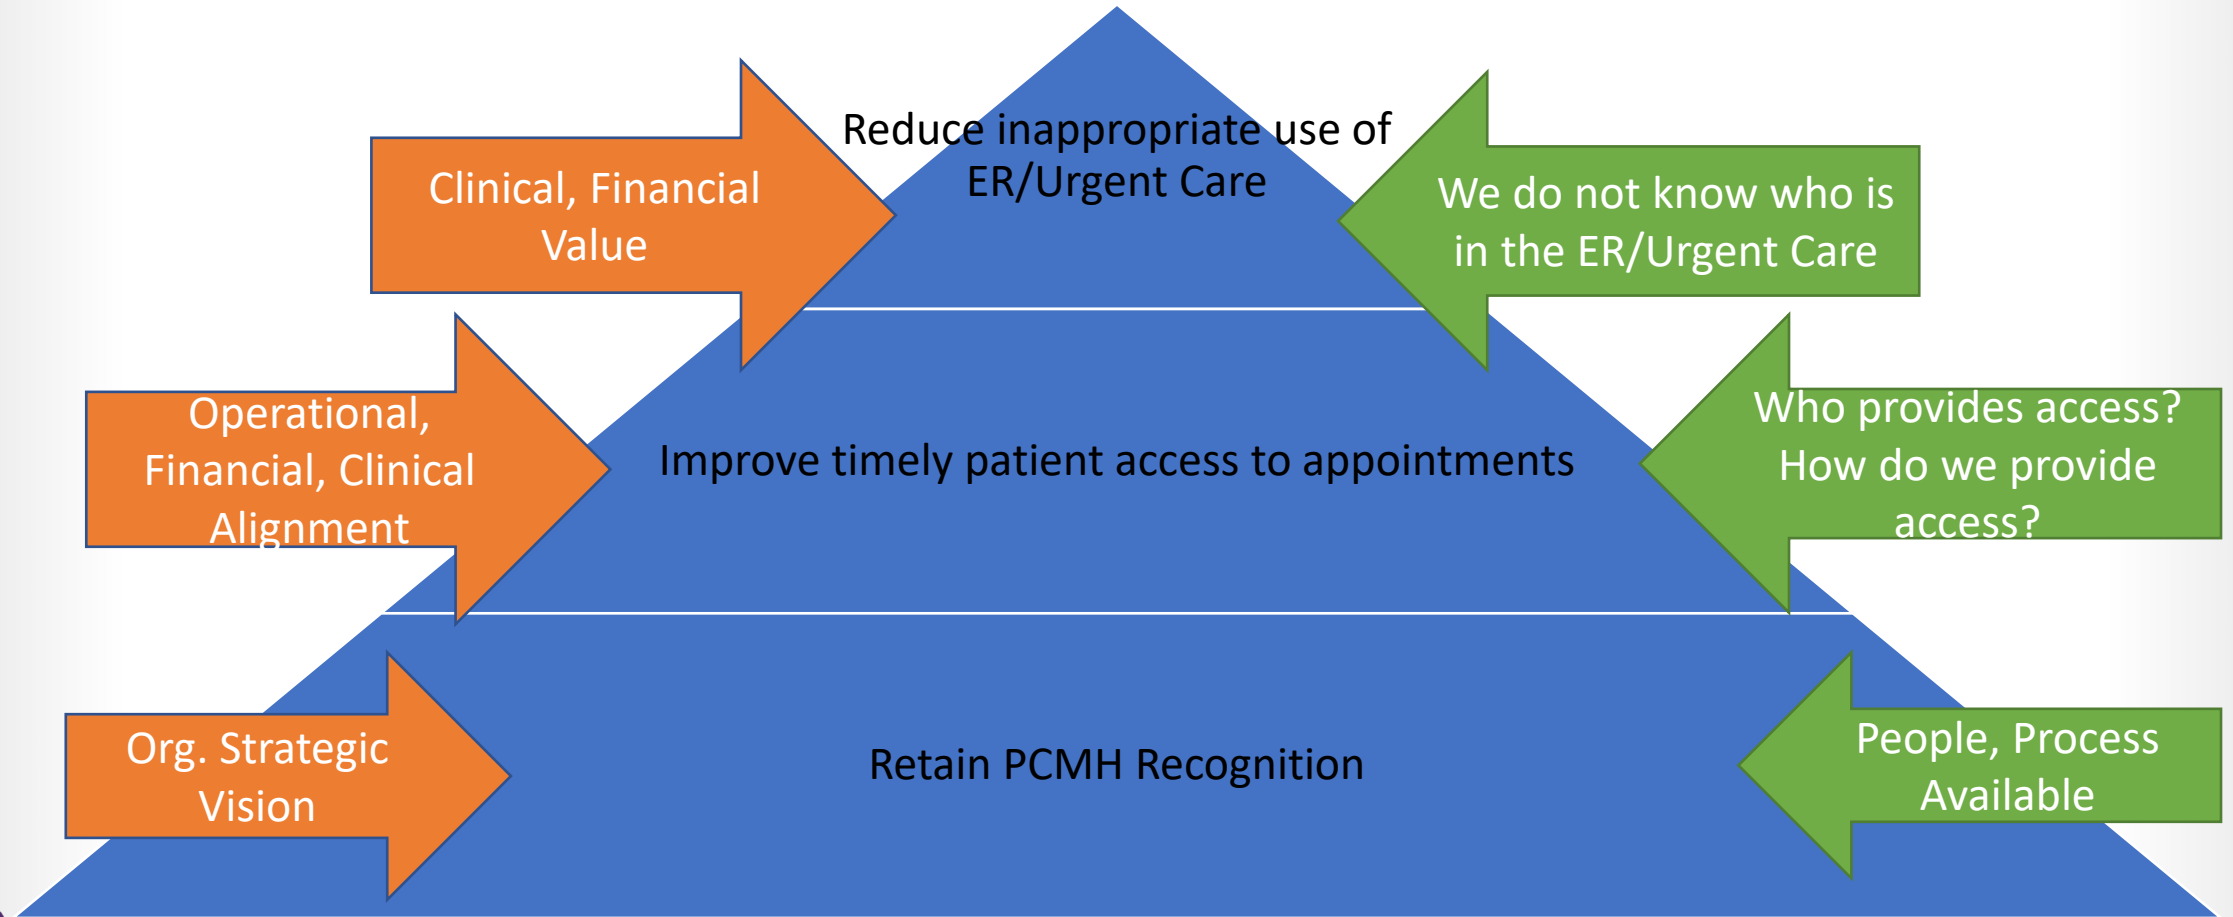 Reduce inappropriate use of
ER/Urgent Care
Clinical, Financial
Value
We do not know who is
in the ER/Urgent Care
Operational,
Financial, Clinical
Alignment
Improve timely patient access to appointments
Who provides access?
How do we provide
access?
Org. Strategic
Vision
Retain PCMH Recognition
People, Process
Available